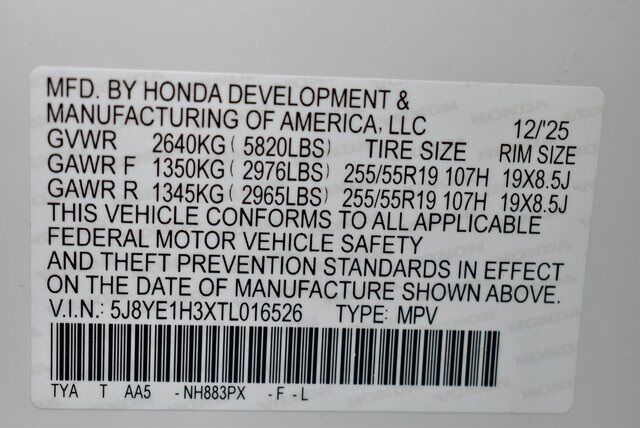 MFD. BY HONDA DEVELOPMENT &
MANUFACTURING OF AMERICA, LLC 12/'25
GVWR 2640KG ( 5820LBS) TIRE SIZE RIM SIZE
GAWR F 1350KG ( 2976LBS) 255/55R19 107H 19X8.5J
GAWR R 1345KG ( 2965LBS) 255/55R19 107H 19X8.5J
THIS VEHICLE CONFORMS TO ALL APPLICABLE
FEDERAL MOTOR VEHICLE SAFETY
AND THEFT PREVENTION STANDARDS IN EFFECT
ON THE DATE OF MANUFACTURE SHOWN ABOVE.
V.I.N.: 5J8YE1H3XTL016526 TYPE: MPV
TYA T AA5 - NH883PX - F - L